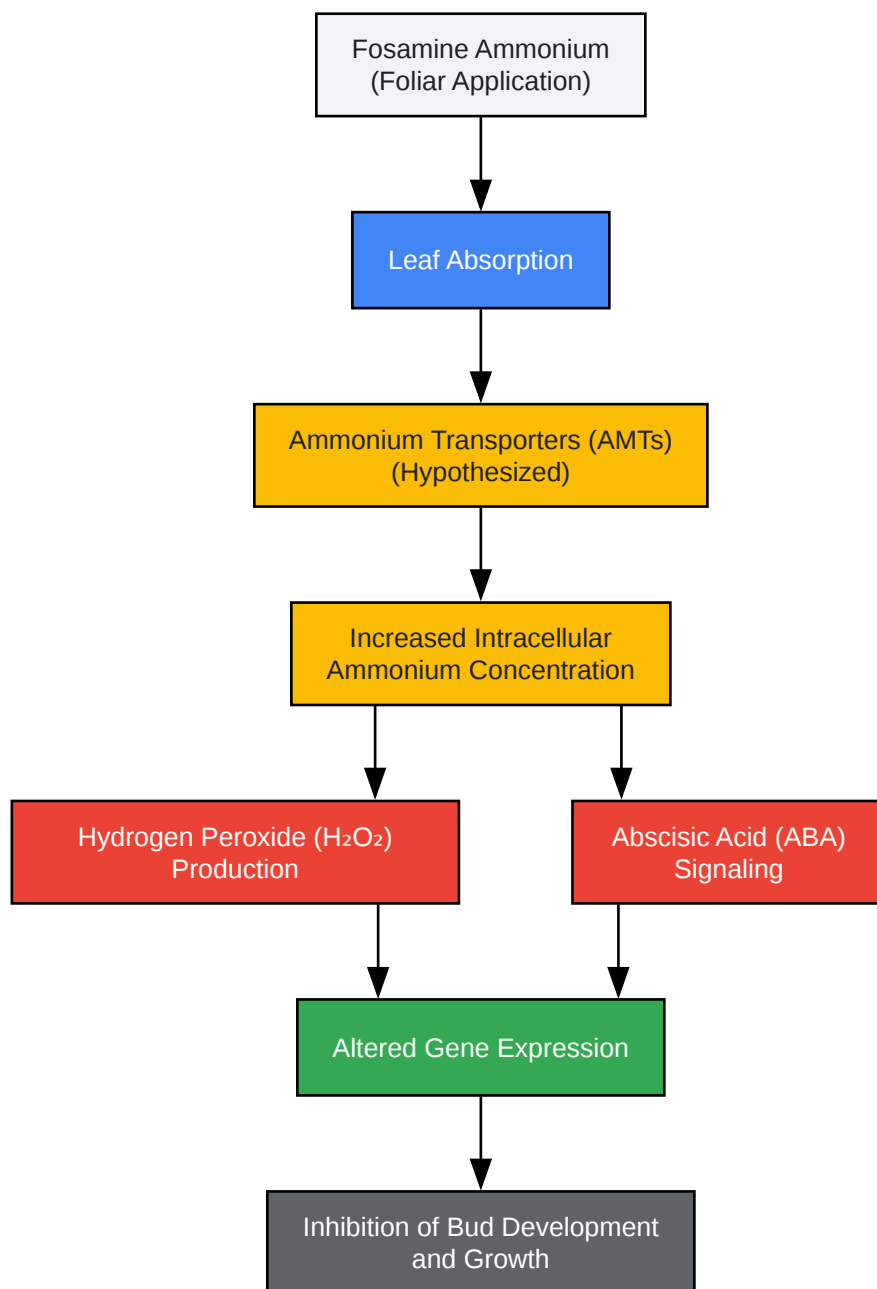 Fosamine Ammonium
(Foliar Application)
Leaf Absorption
Ammonium Transporters (AMTs)
(Hypothesized)
Increased Intracellular
Ammonium Concentration
Hydrogen Peroxide (H₂O₂)
Production
Abscisic Acid (ABA)
Signaling
Altered Gene Expression
Inhibition of Bud Development
and Growth